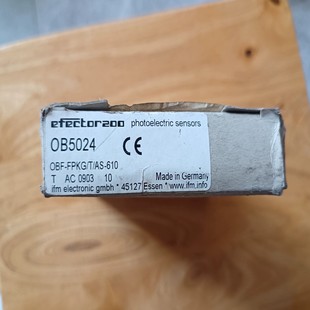 efector200 photoelectric sensors
OB5024 CE
OBF-FPKG/T/AS-610
T AC 0903 10 Made in Germany
ifm electronic gmbh * 45127 Essen * www.ifm.info